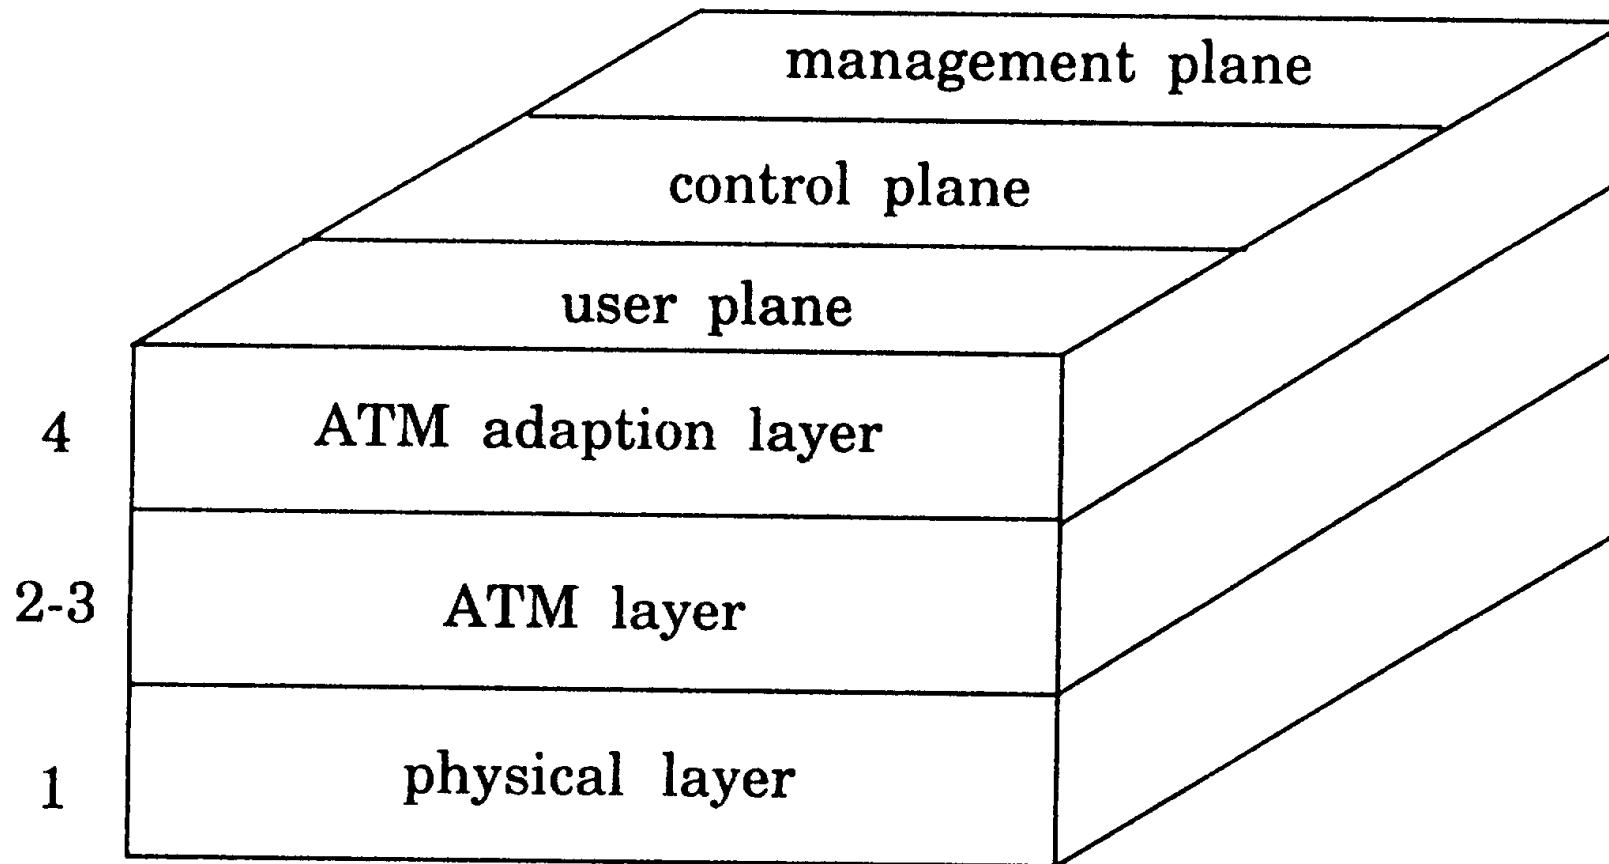 management plane
control plane
user plane
4 ATM adaption layer
2-3 ATM layer
1 physical layer